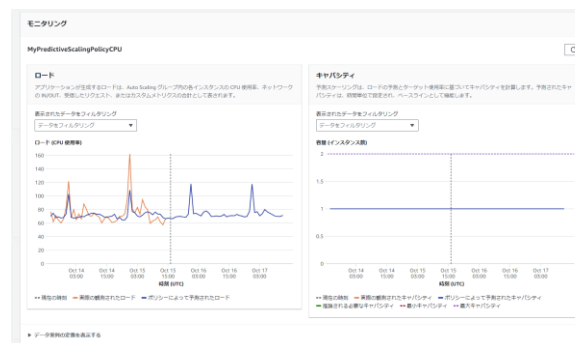 モニタリング
MyPredictiveScalingPolicyCPU
ロード
アプリケーションが生成するロードは、Auto Scaling グループ内の各インスタンスの CPU 使用率、ネットワーク
の IN/OUT、受信したリクエスト、またはカスタムメトリクスの合計として表されます。
表示されたデータをフィルタリング
データをフィルタリング
ロード (CPU 使用率)
160
140
120
100
80
60
40
20
0
Oct 14 03:00
Oct 14 15:00
Oct 15 03:00
Oct 15 15:00
Oct 16 03:00
Oct 16 15:00
Oct 17 03:00
時刻 (UTC)
現在の時刻 実際の観測されたロード ポリシーによって予測されたロード
キャパシティ
予測スケーリングは、ロードの予測とターゲット使用率に基づいてキャパシティを計算します。予測されたキャ
パシティは、時間単位で設定され、ベースラインとして機能します。
表示されたデータをフィルタリング
データをフィルタリング
容量 (インスタンス数)
2
1.5
1
0.5
0
Oct 14 03:00
Oct 14 15:00
Oct 15 03:00
Oct 15 15:00
Oct 16 03:00
Oct 16 15:00
Oct 17 03:00
時刻 (UTC)
現在の時刻 実際の観測されたキャパシティ ポリシーによって予測されたキャパシティ
推論される必要なキャパシティ 最小キャパシティ 最大キャパシティ
データ系列の定義を表示する